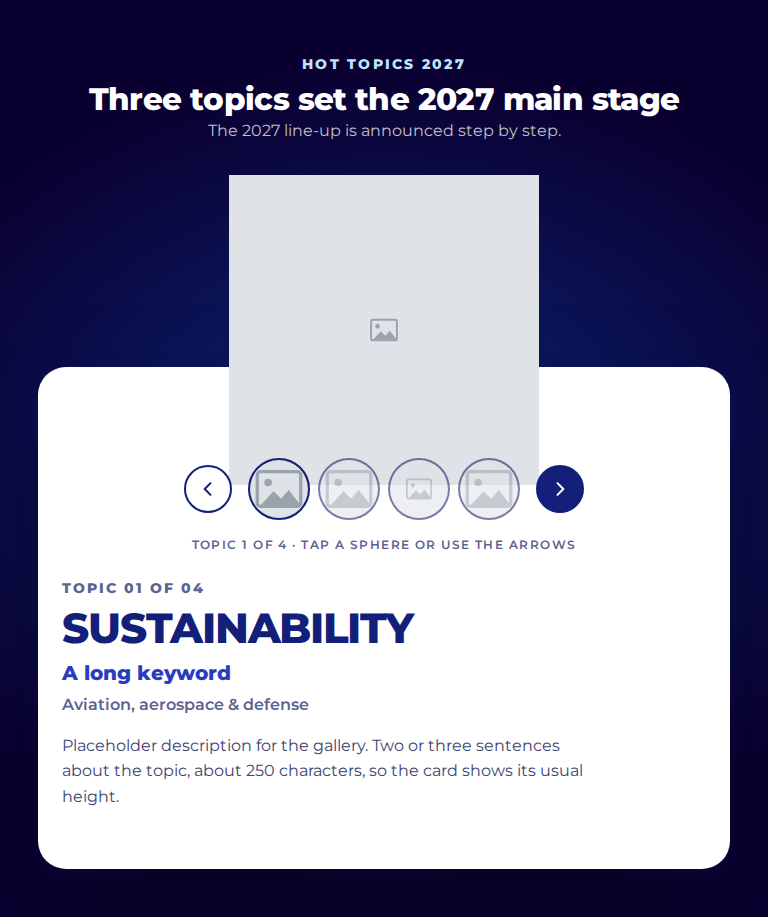 HOT TOPICS 2027
Three topics set the 2027 main stage
The 2027 line-up is announced step by step.
TOPIC 1 OF 4 · TAP A SPHERE OR USE THE ARROWS
TOPIC 01 OF 04
SUSTAINABILITY
A long keyword
Aviation, aerospace & defense
Placeholder description for the gallery. Two or three sentences
about the topic, about 250 characters, so the card shows its usual
height.